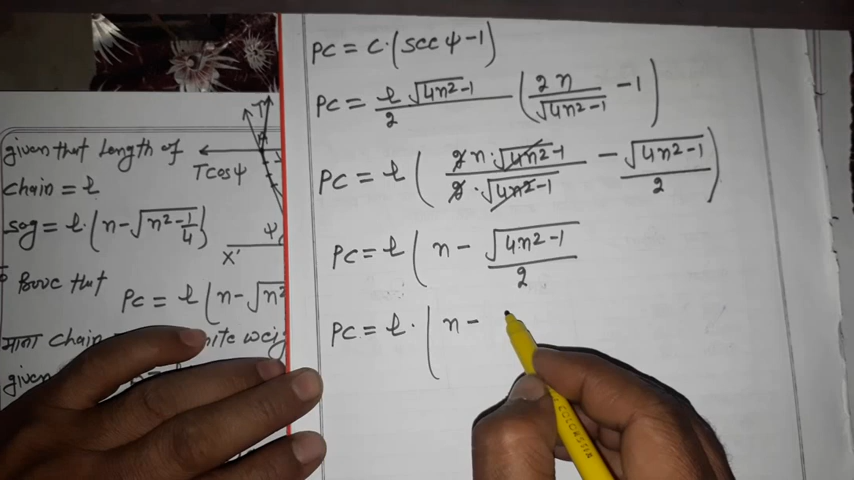 given that length of
chain = l
sag = l·(n-√(n²-1/4))
Prove that
PC = l(n-√n²
माना chain
given
T
Tcosψ
ψ
X'
PC = C·(secψ-1)
PC = l√(4n²-1)/2 (2n/√(4n²-1) -1)
PC = l(2n·√(4n²-1)/2·√(4n²-1) - √(4n²-1)/2)
PC = l(n - √(4n²-1)/2
PC = l·(n-